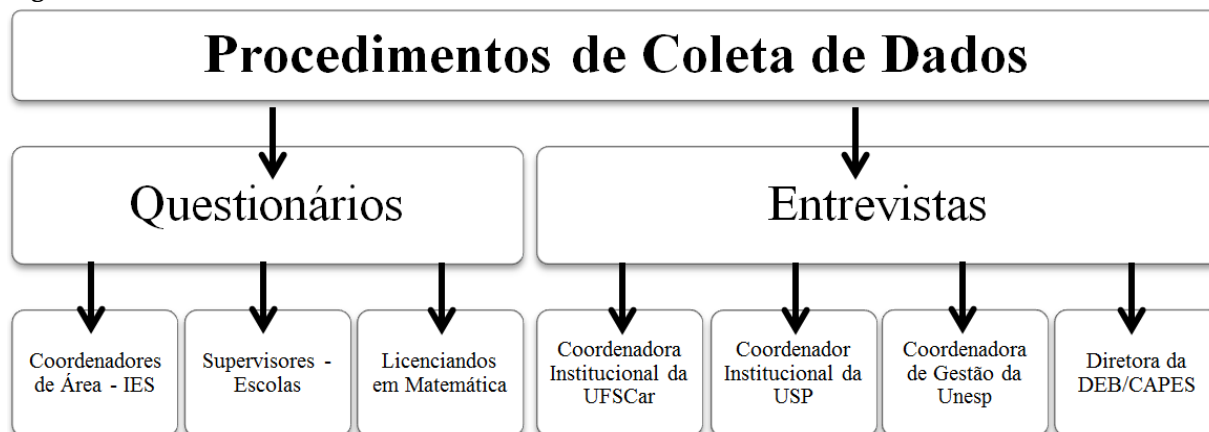 Procedimentos de Coleta de Dados
Questionários
Entrevistas
Coordenadores
de Área - IES
Supervisores -
Escolas
Licenciandos
em Matemática
Coordenadora
Institucional da
UFSCar
Coordenador
Institucional da
USP
Coordenadora
de Gestão da
Unesp
Diretora da
DEB/CAPES